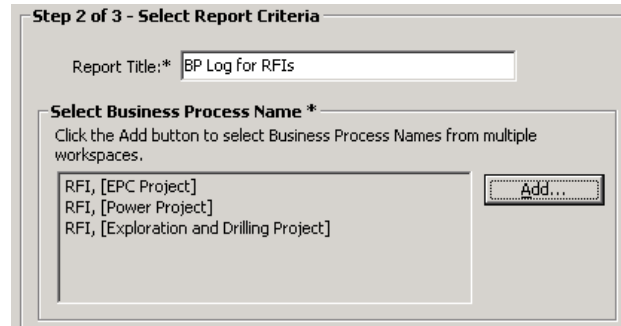 Step 2 of 3 - Select Report Criteria
Report Title:* BP Log for RFIs
Select Business Process Name *
Click the Add button to select Business Process Names from multiple
workspaces.
RFI, [EPC Project]
Add...
RFI, [Power Project]
RFI, [Exploration and Drilling Project]